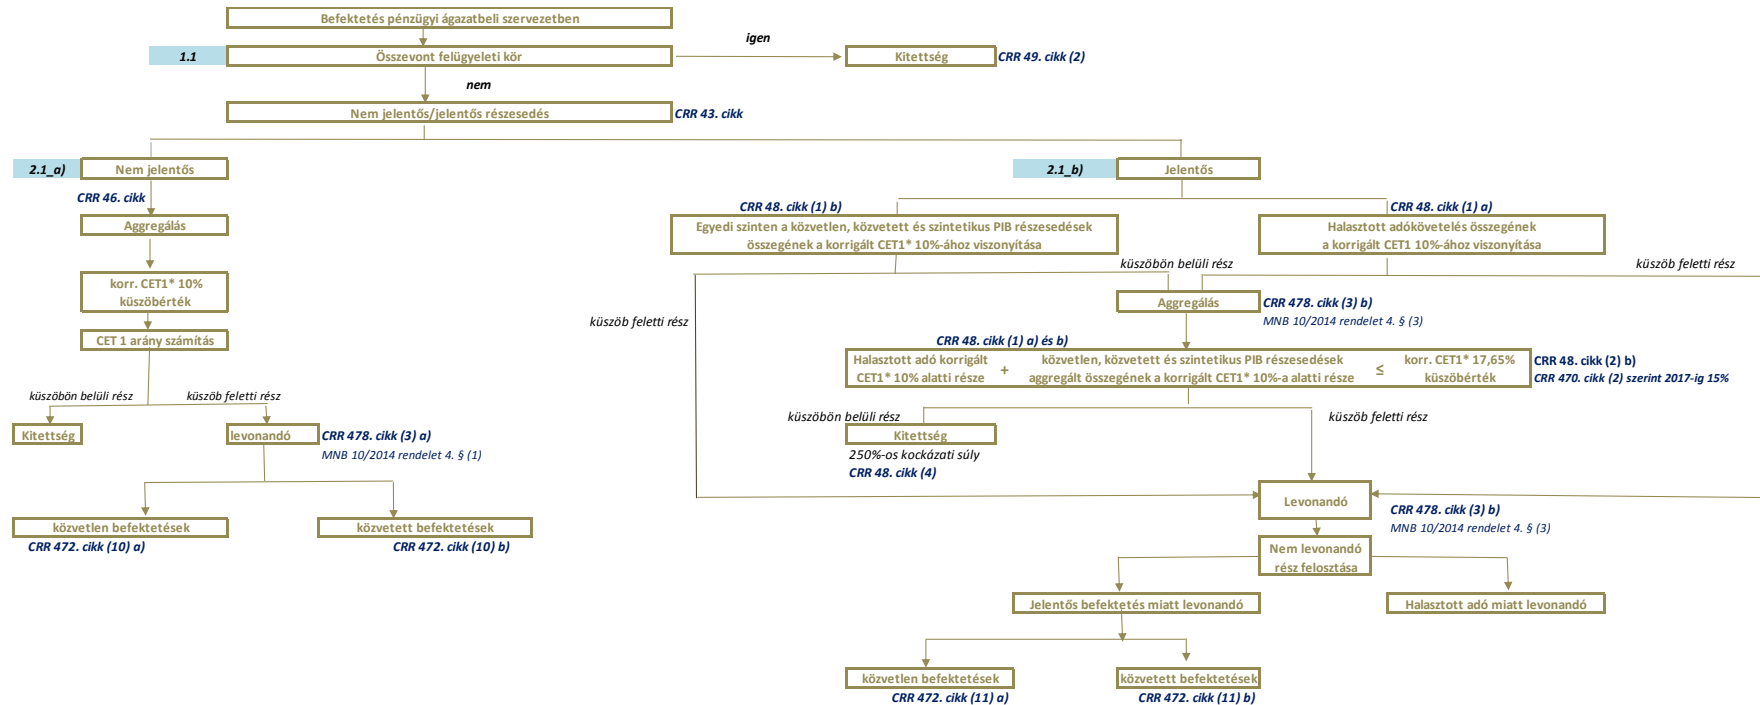 Befektetés pénzügyi ágazatbeli szervezetben
igen
1.1
Összevont felügyeleti kör
Kitettség
CRR 49. cikk (2)
nem
Nem jelentős/jelentős részesedés
CRR 43. cikk
2.1_a)
Nem jelentős
2.1_b)
Jelentős
CRR 46. cikk
CRR 48. cikk (1) b)
CRR 48. cikk (1) a)
Aggregálás
Egyedi szinten a közvetlen, közvetett és szintetikus PIB részesedések
összegének a korrigált CET1* 10%-ához viszonyítása
Halasztott adókövetelés összegének
a korrigált CET1 10%-ához viszonyítása
küszöbön belüli rész
küszöb feletti rész
korr. CET1* 10%
küszöbérték
Aggregálás
CRR 478. cikk (3) b)
MNB 10/2014 rendelet 4. § (3)
küszöb feletti rész
CET 1 arány számítás
CRR 48. cikk (1) a) és b)
Halasztott adó korrigált
CET1* 10% alatti része
+
közvetlen, közvetett és szintetikus PIB részesedések
aggregált összegének a korrigált CET1* 10%-a alatti része
≤
korr. CET1* 17,65%
küszöbérték
CRR 48. cikk (2) b)
CRR 470. cikk (2) szerint 2017-ig 15%
küszöbön belüli rész
küszöb feletti rész
küszöbön belüli rész
küszöb feletti rész
Kitettség
levonandó
CRR 478. cikk (3) a)
MNB 10/2014 rendelet 4. § (1)
Kitettség
250%-os kockázati súly
CRR 48. cikk (4)
Levonandó
CRR 478. cikk (3) b)
MNB 10/2014 rendelet 4. § (3)
közvetlen befektetések
közvetett befektetések
CRR 472. cikk (10) a)
CRR 472. cikk (10) b)
Nem levonandó
rész felosztása
Jelentős befektetés miatt levonandó
Halasztott adó miatt levonandó
közvetlen befektetések
közvetett befektetések
CRR 472. cikk (11) a)
CRR 472. cikk (11) b)